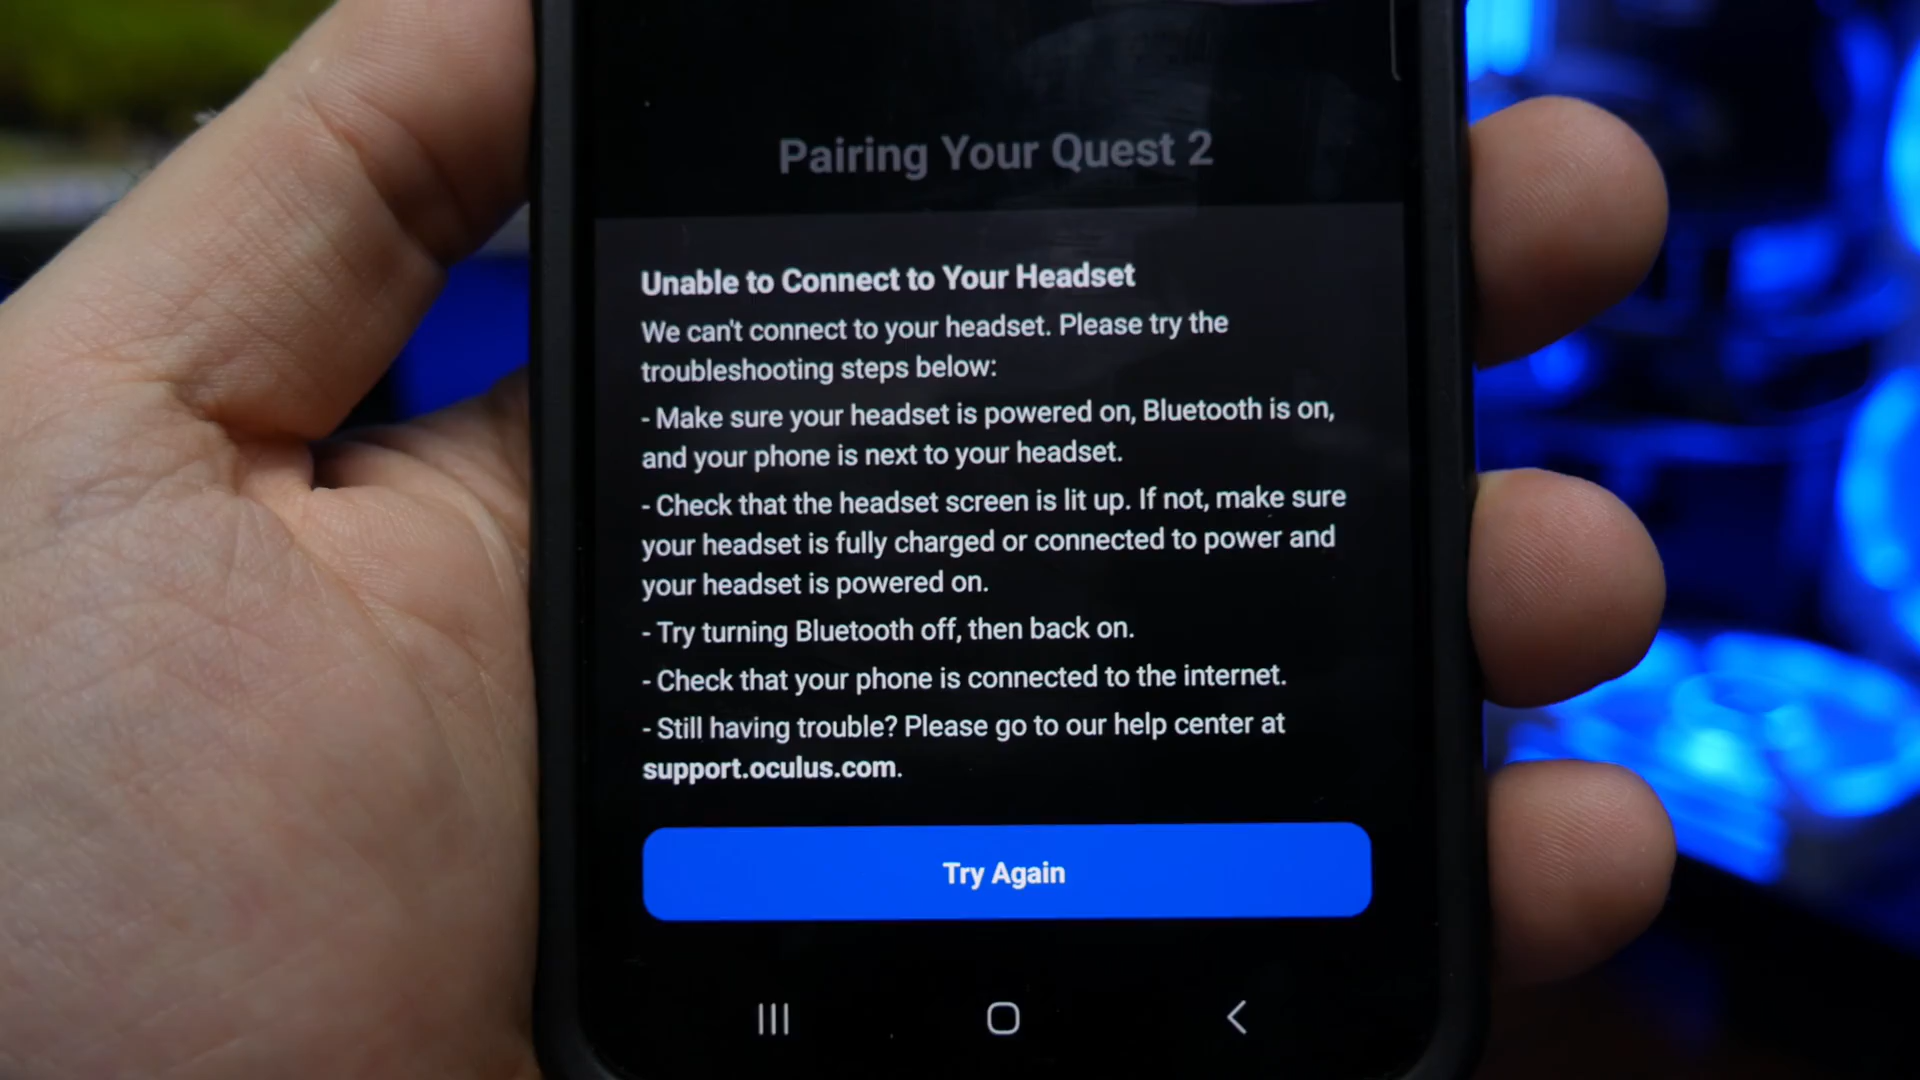 Pairing Your Quest 2
Unable to Connect to Your Headset
We can't connect to your headset. Please try the
troubleshooting steps below:
- Make sure your headset is powered on, Bluetooth is on,
and your phone is next to your headset.
- Check that the headset screen is lit up. If not, make sure
your headset is fully charged or connected to power and
your headset is powered on.
- Try turning Bluetooth off, then back on.
- Check that your phone is connected to the internet.
- Still having trouble? Please go to our help center at
support.oculus.com.
Try Again